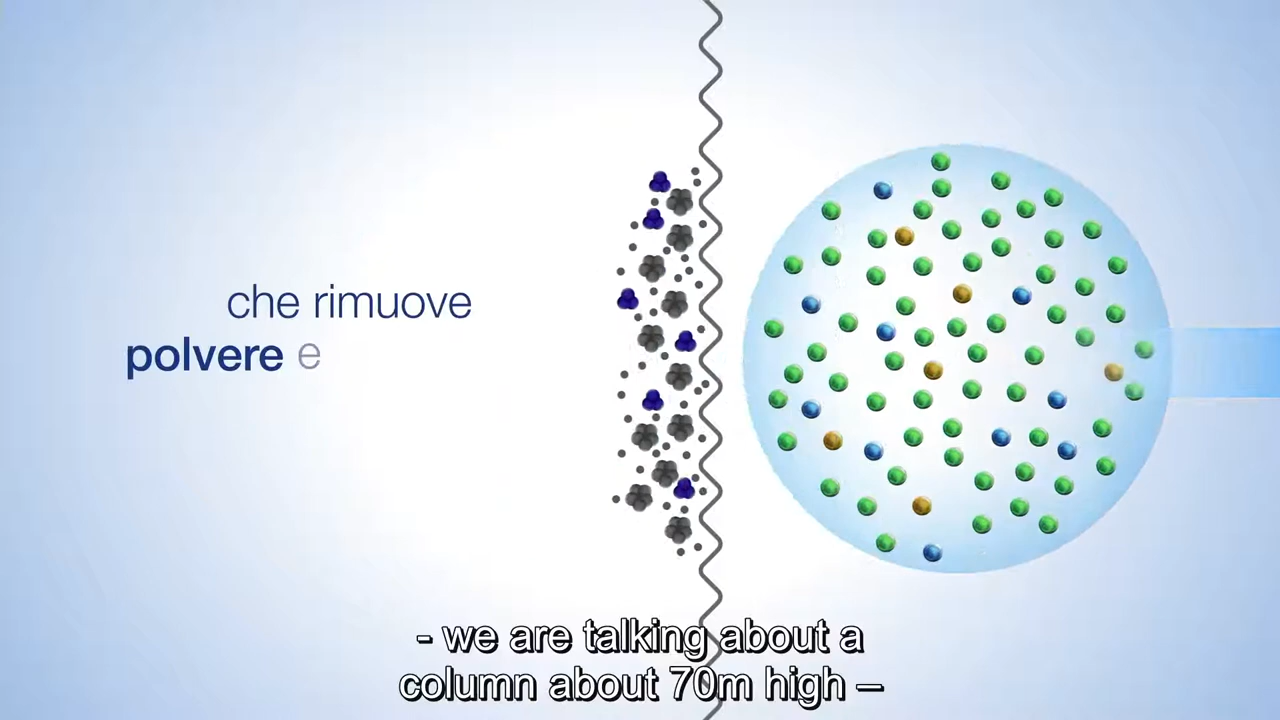 che rimuove
polvere e
- we are talking about a
column about 70m high –